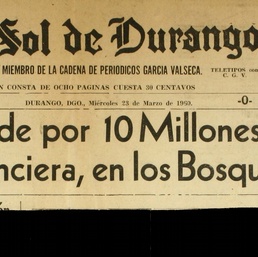 Sol de Durango
MIEMBRO DE LA CADENA DE PERIODICOS GARCIA VALSECA.
TELETIPOS
C. G. V.
N CONSTA DE OCHO PAGINAS CUESTA 30 CENTAVOS
DURANGO, DGO., Miércoles 23 de Marzo de 1960.
-0-
de por 10 Millones
nciera, en los Bosqu